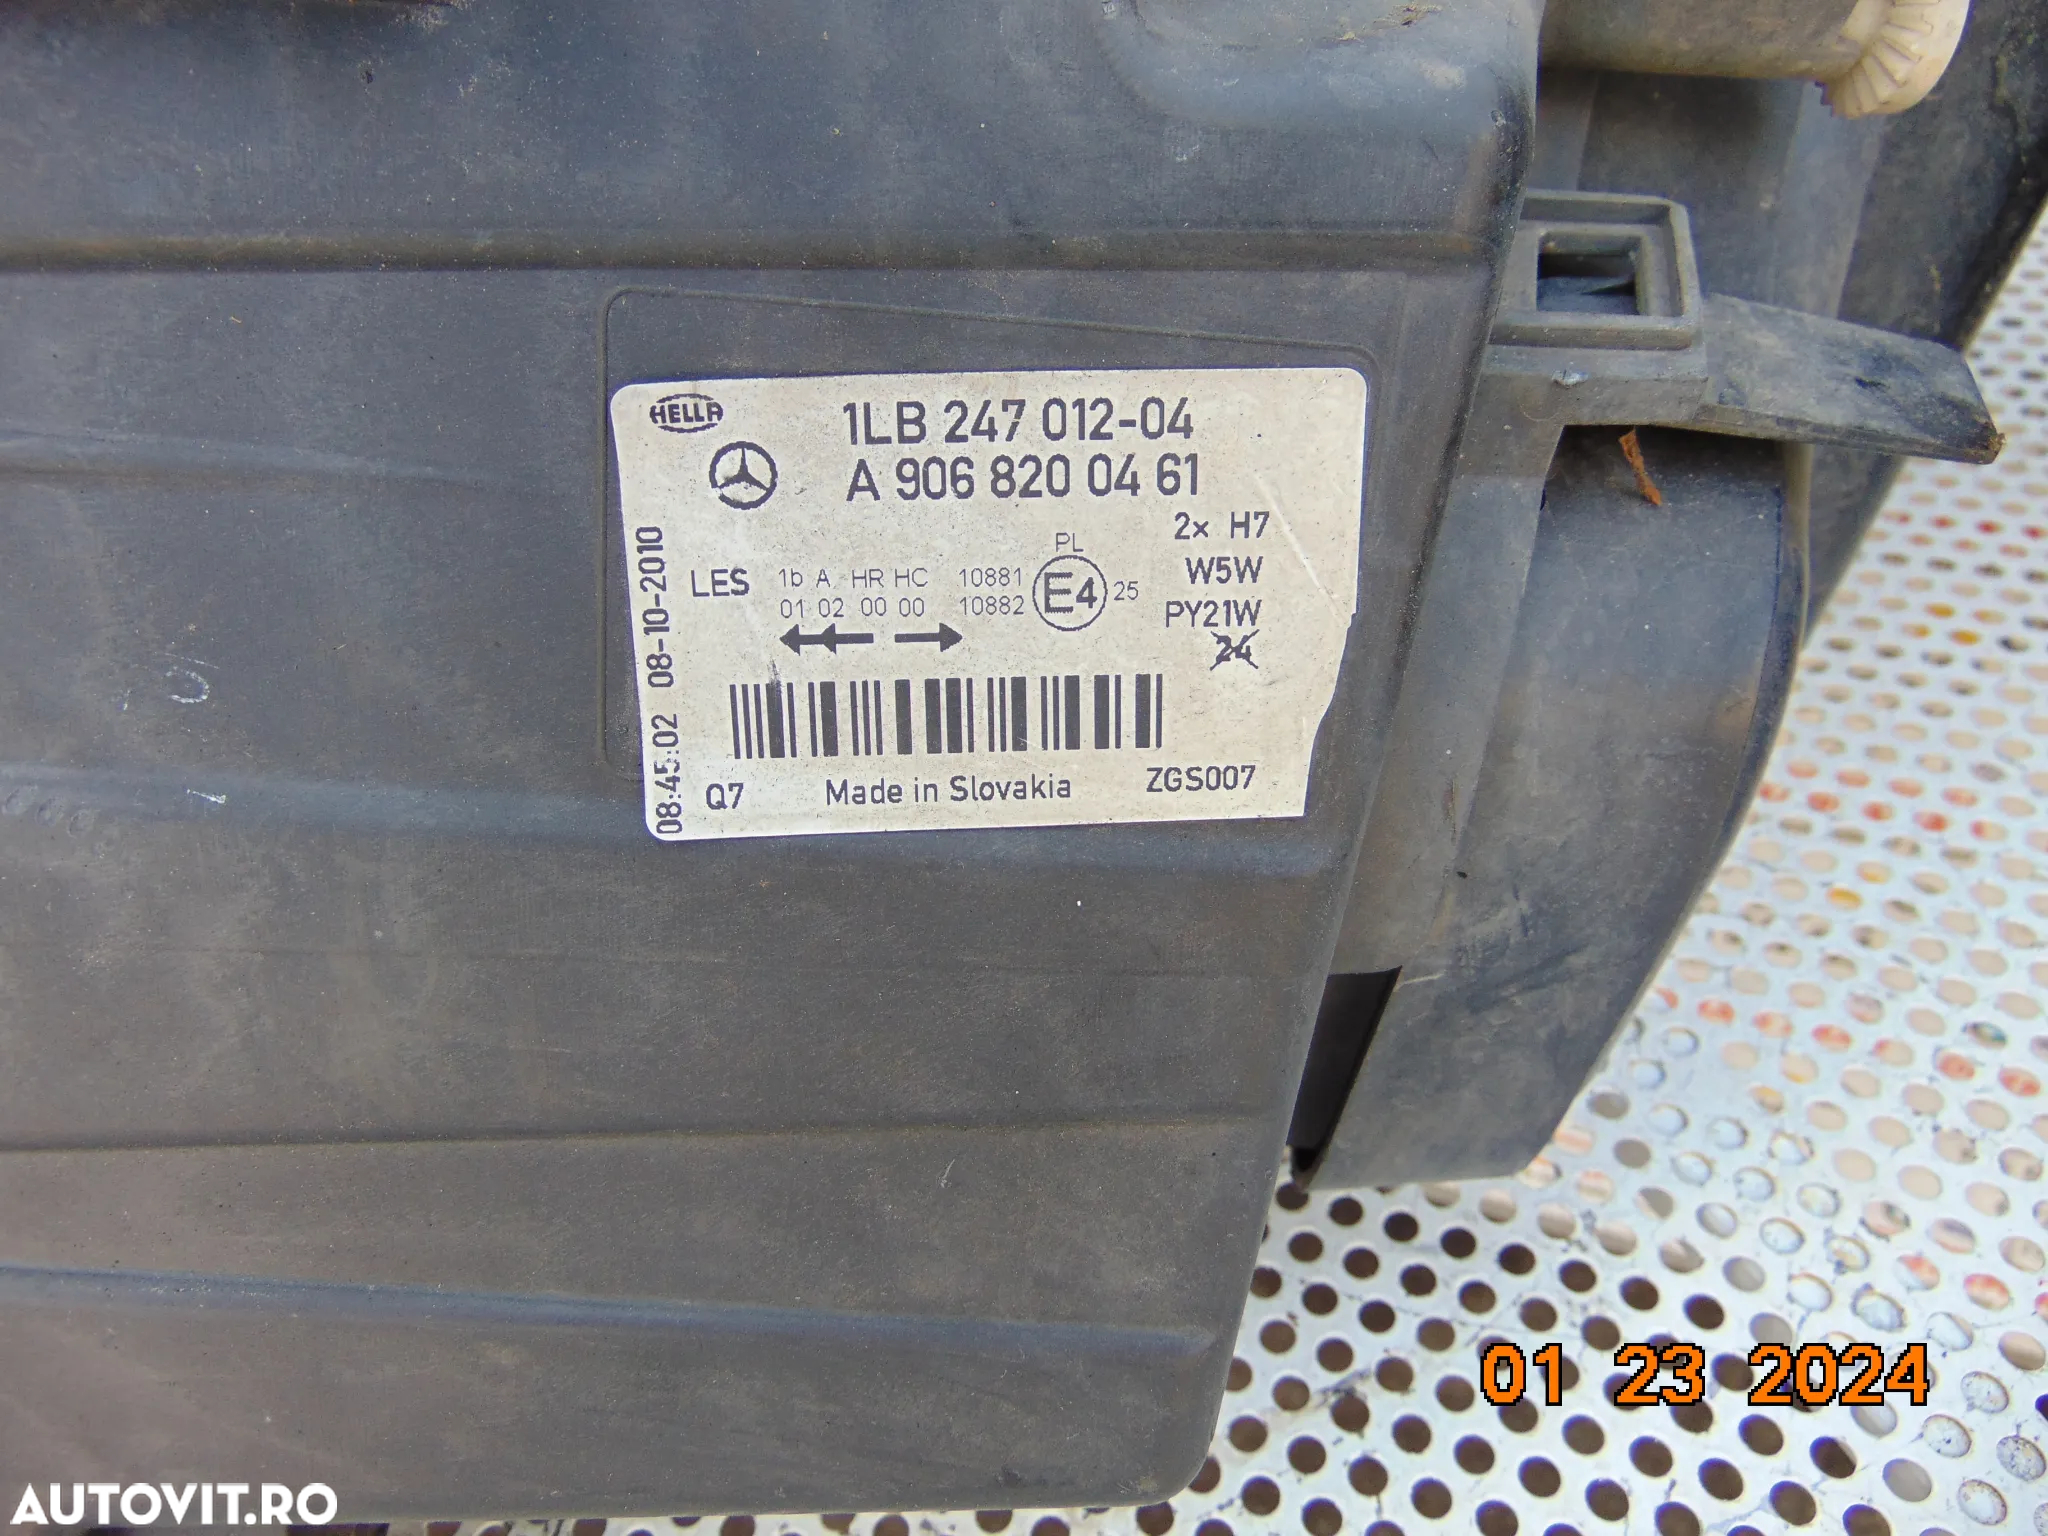 HELLA
1LB 247 012-04
A 906 820 04 61
2x H7
W5W
PY21W
24
PL
LES
1b A HR HC 10881
01 02 00 00 10882
E4 25
08:45:02 08-10-2010
Q7 Made in Slovakia ZGS007
01 23 2024
AUTOVIT.RO